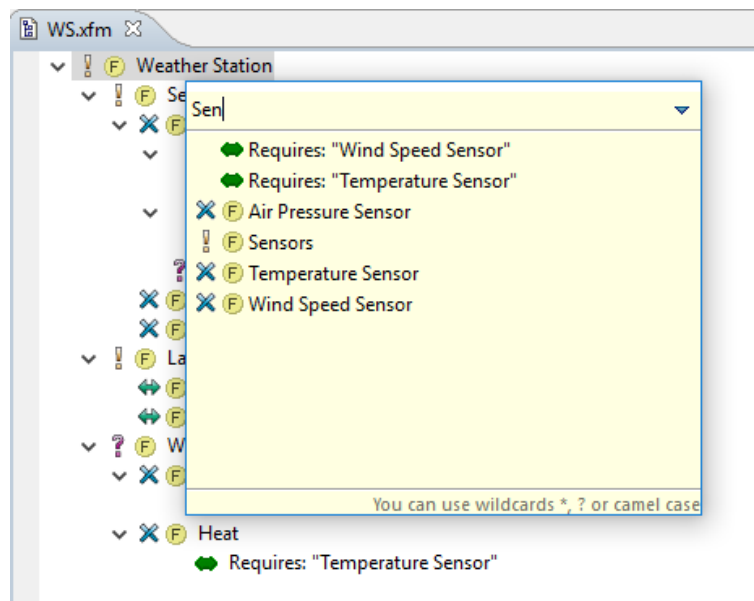 WS.xfm
Weather Station
Se
Sen
Requires: "Wind Speed Sensor"
Requires: "Temperature Sensor"
F Air Pressure Sensor
F Sensors
F Temperature Sensor
F Wind Speed Sensor
F La
F W
You can use wildcards *, ? or camel case
F Heat
Requires: "Temperature Sensor"